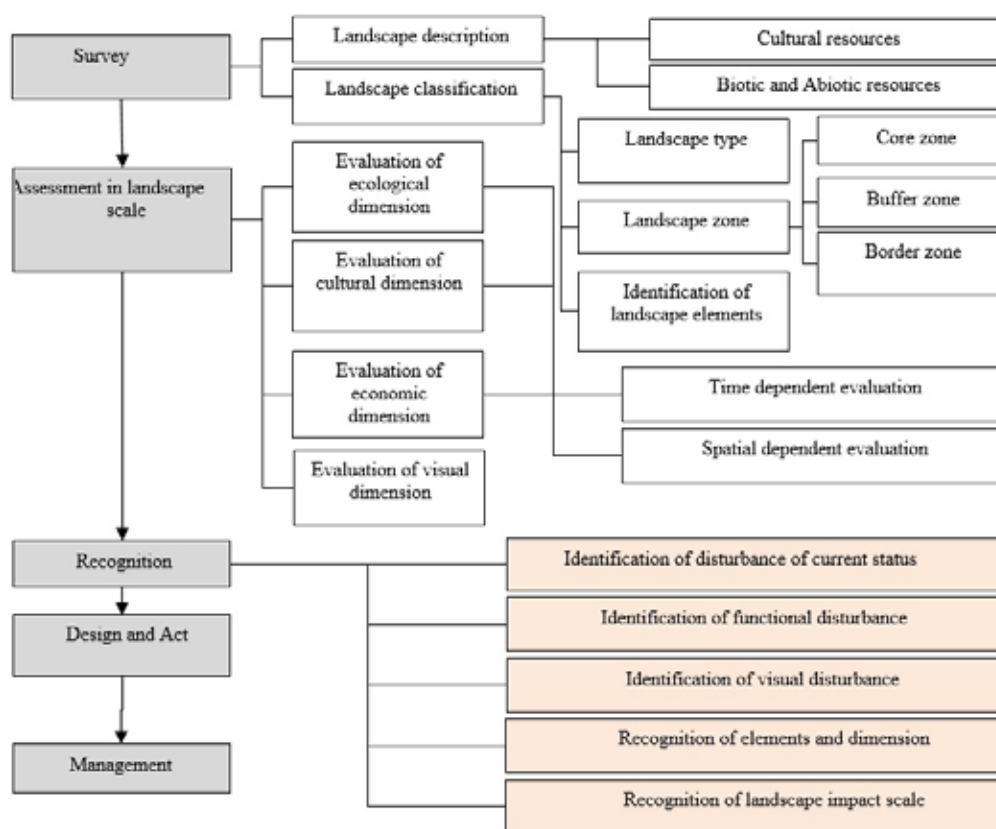 Survey
Landscape description
Cultural resources
Biotic and Abiotic resources
Landscape classification
Landscape type
Landscape zone
Identification of
landscape elements
Core zone
Buffer zone
Border zone
Assessment in landscape
scale
Evaluation of
ecological
dimension
Evaluation of
cultural dimension
Evaluation of
economic
dimension
Evaluation of visual
dimension
Time dependent evaluation
Spatial dependent evaluation
Recognition
Identification of disturbance of current status
Identification of functional disturbance
Identification of visual disturbance
Recognition of elements and dimension
Recognition of landscape impact scale
Design and Act
Management